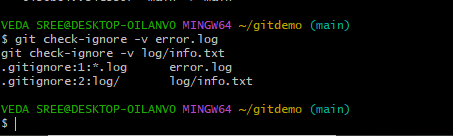 VEDA SREE@DESKTOP-OILANVO MINGW64 ~/gitdemo (main)
$ git check-ignore -v error.log
git check-ignore -v log/info.txt
.gitignore:1:*.log error.log
.gitignore:2:log/ log/info.txt
VEDA SREE@DESKTOP-OILANVO MINGW64 ~/gitdemo (main)
$